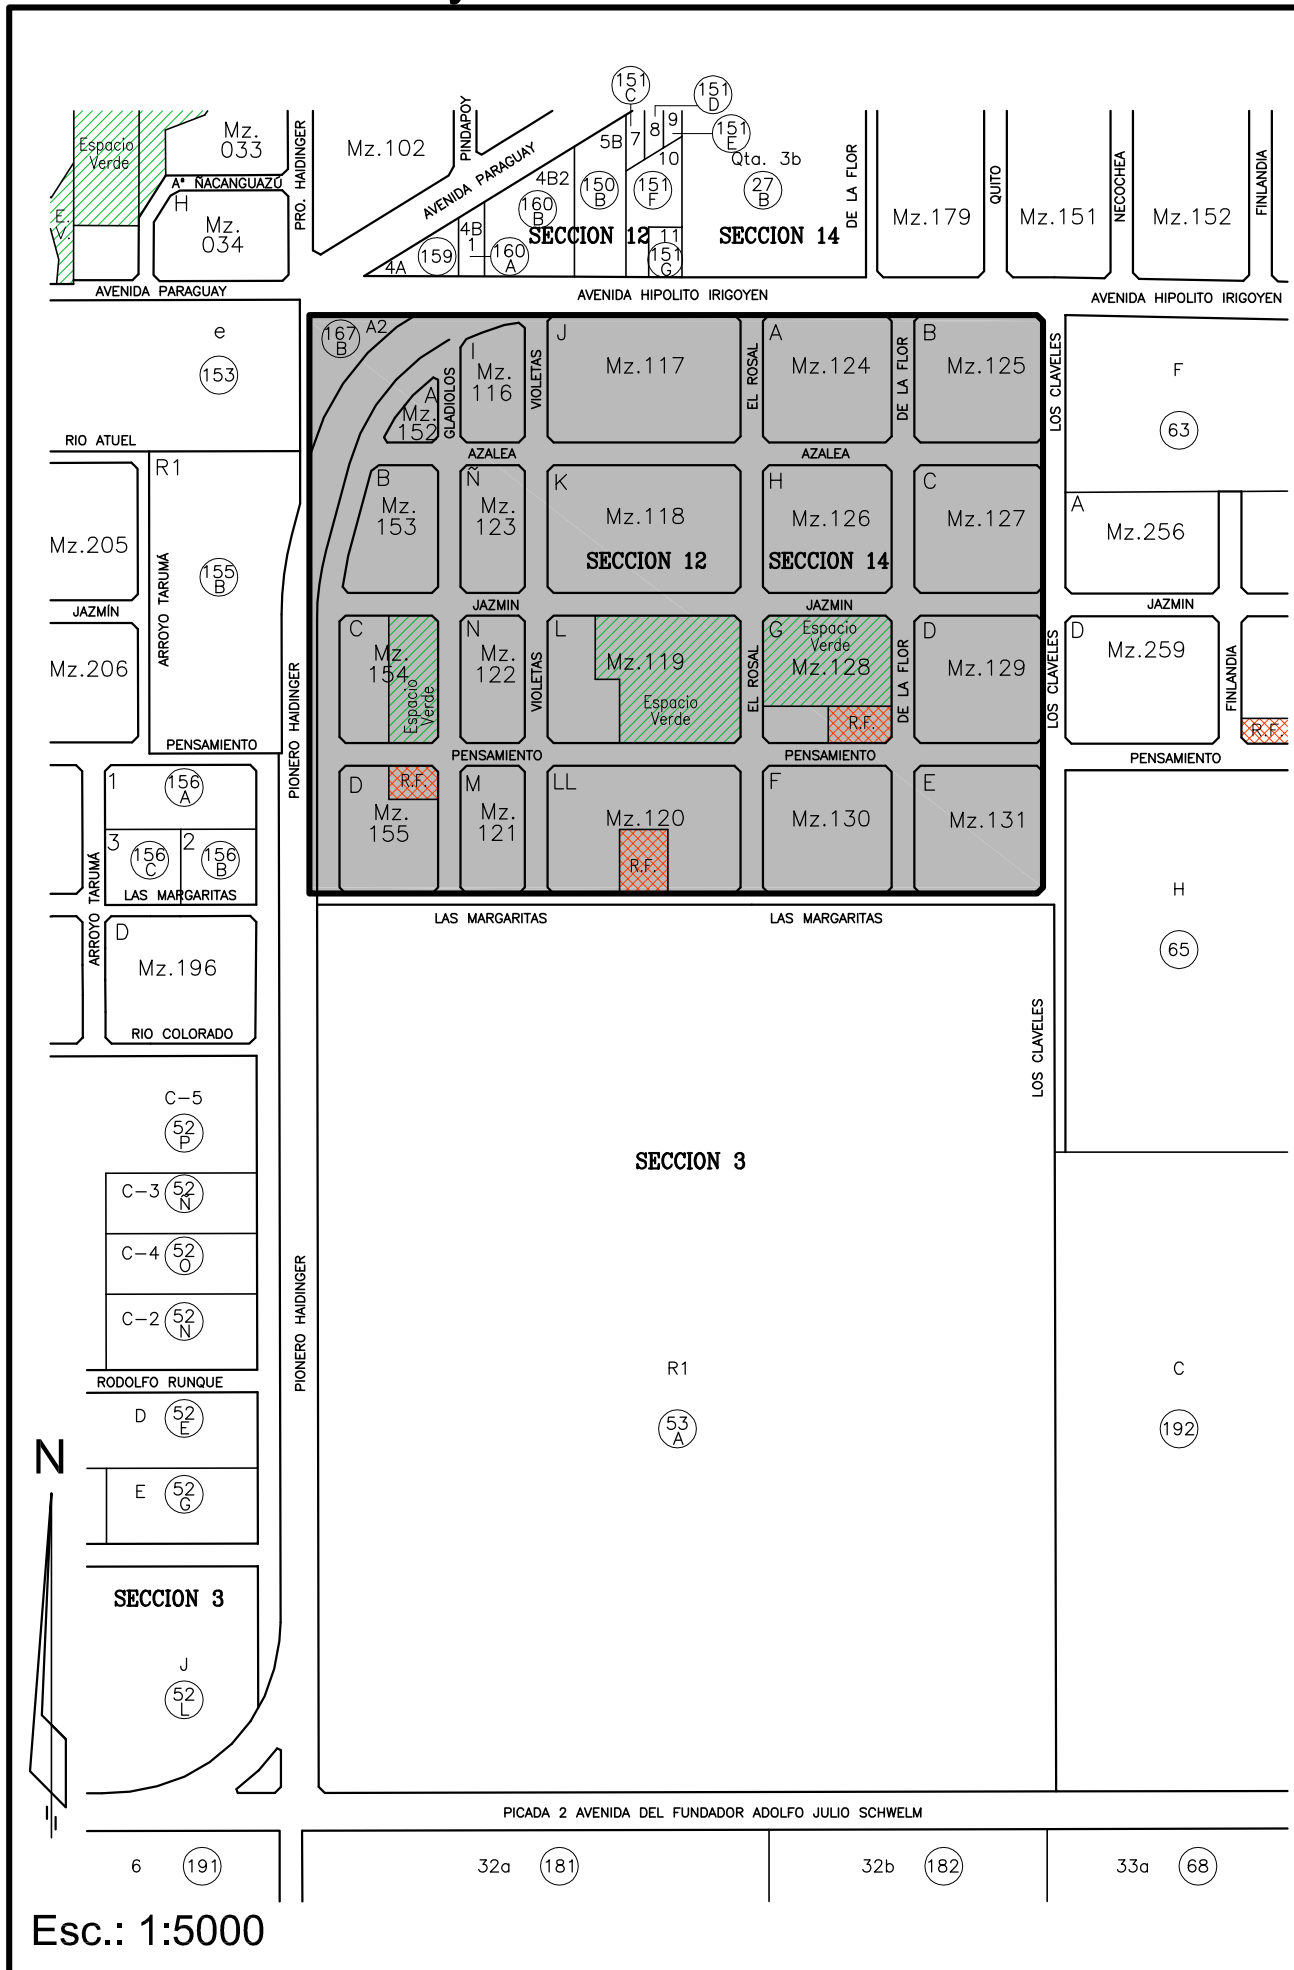 151
C
151
D
9
8
7
151
E
5B
10
Mz.
033
PRO. HAIDINGER
Mz.102
PINDAPOY
AVENIDA PARAGUAY
Espacio
Verde
A° ÑACANGUAZÚ
H
Mz.
034
E.
V.
4B2
160
B
150
B
151
F
Qta. 3b
27
B
DE LA FLOR
Mz.179
QUITO
Mz.151
NECOCHEA
Mz.152
FINLANDIA
4B
1
SECCION 12
SECCION 14
11
151
G
159
160
A
4A
AVENIDA PARAGUAY
AVENIDA HIPOLITO IRIGOYEN
AVENIDA HIPOLITO IRIGOYEN
e
153
167
B
A2
I
Mz.
116
GLADIOLOS
VIOLETAS
J
Mz.117
EL ROSAL
A
Mz.124
DE LA FLOR
B
Mz.125
LOS CLAVELES
F
63
A
Mz.
152
RIO ATUEL
AZALEA
AZALEA
R1
B
Mz.
153
Ñ
Mz.
123
K
Mz.118
SECCION 12
H
Mz.126
SECCION 14
C
Mz.127
A
Mz.256
Mz.205
ARROYO TARUMÁ
155
B
JAZMÍN
JAZMIN
JAZMIN
JAZMIN
Mz.206
PIONERO HAIDINGER
C
Mz.
154
Espacio
Verde
N
Mz.
122
VIOLETAS
L
Mz.119
Espacio
Verde
EL ROSAL
G
Espacio
Verde
Mz.128
R.F.
DE LA FLOR
D
Mz.129
LOS CLAVELES
D
Mz.259
FINLANDIA
R.F.
PENSAMIENTO
PENSAMIENTO
PENSAMIENTO
PENSAMIENTO
1
156
A
3
156
C
2
156
B
ARROYO TARUMÁ
LAS MARGARITAS
D
R.F.
Mz.
155
M
Mz.
121
LL
Mz.120
R.F.
F
Mz.130
E
Mz.131
H
65
LAS MARGARITAS
LAS MARGARITAS
D
Mz.196
RIO COLORADO
LOS CLAVELES
C-5
52
P
C-3
52
Ñ
C-4
52
O
C-2
52
N
SECCION 3
PIONERO HAIDINGER
RODOLFO RUNQUE
R1
53
A
C
192
D
52
E
E
52
G
N
SECCION 3
J
52
L
PICADA 2 AVENIDA DEL FUNDADOR ADOLFO JULIO SCHWELM
6
191
32a
181
32b
182
33a
68
Esc.: 1:5000